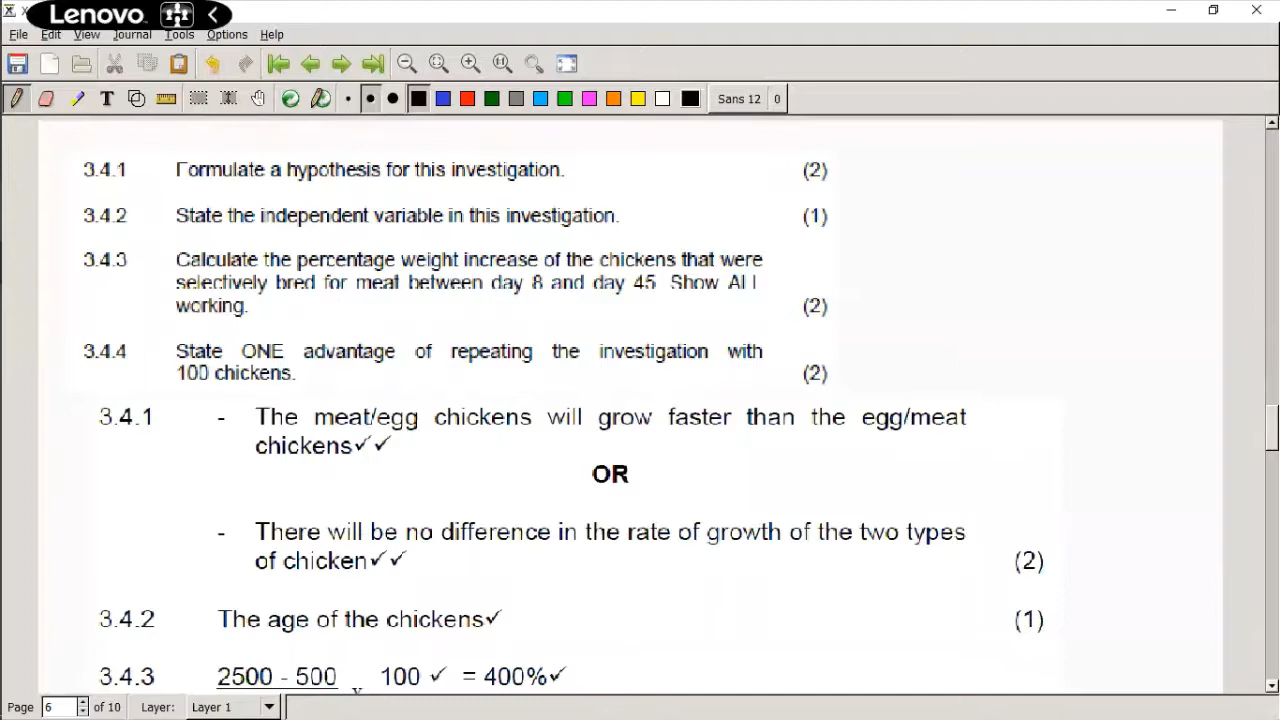 Lenovo
File Edit View Journal Tools Options Help
Sans 12 0
3.4.1 Formulate a hypothesis for this investigation. (2)
3.4.2 State the independent variable in this investigation. (1)
3.4.3 Calculate the percentage weight increase of the chickens that were
selectively bred for meat between day 8 and day 45. Show ALL
working. (2)
3.4.4 State ONE advantage of repeating the investigation with
100 chickens. (2)
3.4.1 - The meat/egg chickens will grow faster than the egg/meat
chickens✓✓
OR
- There will be no difference in the rate of growth of the two types
of chicken✓✓ (2)
3.4.2 The age of the chickens✓ (1)
3.4.3 2500 - 500 x 100 ✓ = 400%✓
Page 6 of 10 Layer: Layer 1